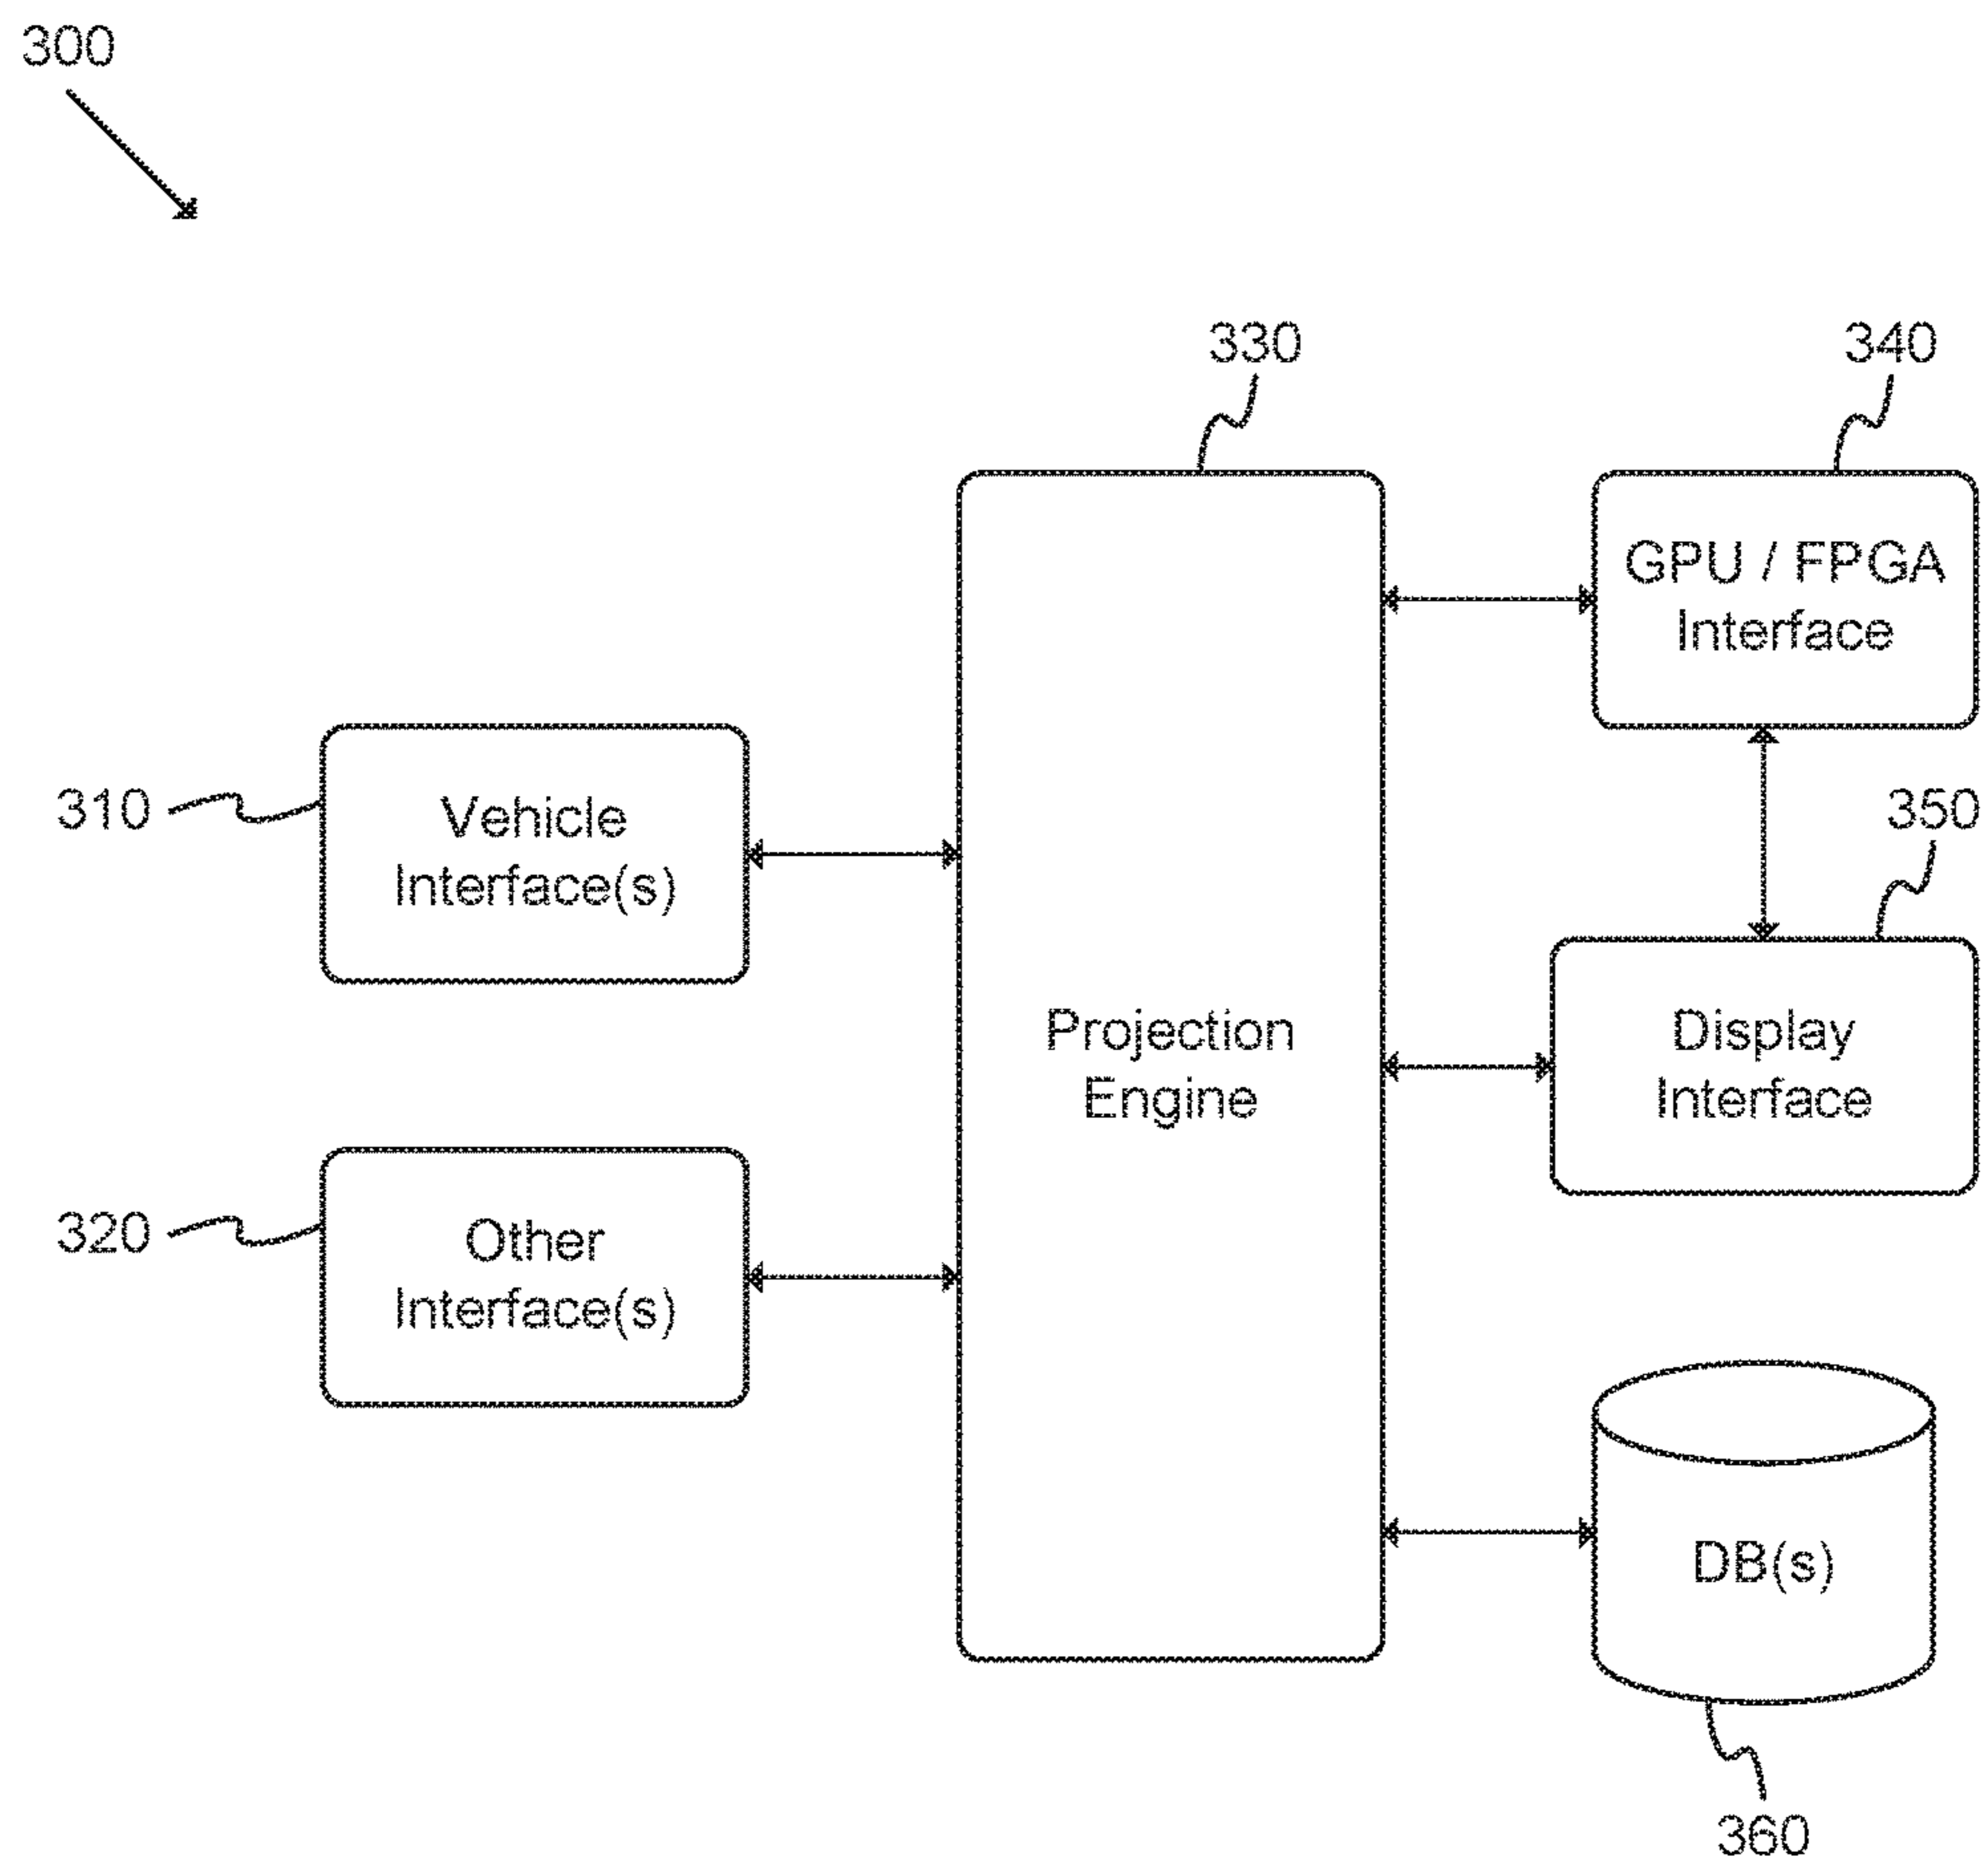 300
330
340
GPU / FPGA
Interface
310
Vehicle
Interface(s)
350
Projection
Engine
Display
Interface
320
Other
Interface(s)
DB(s)
360